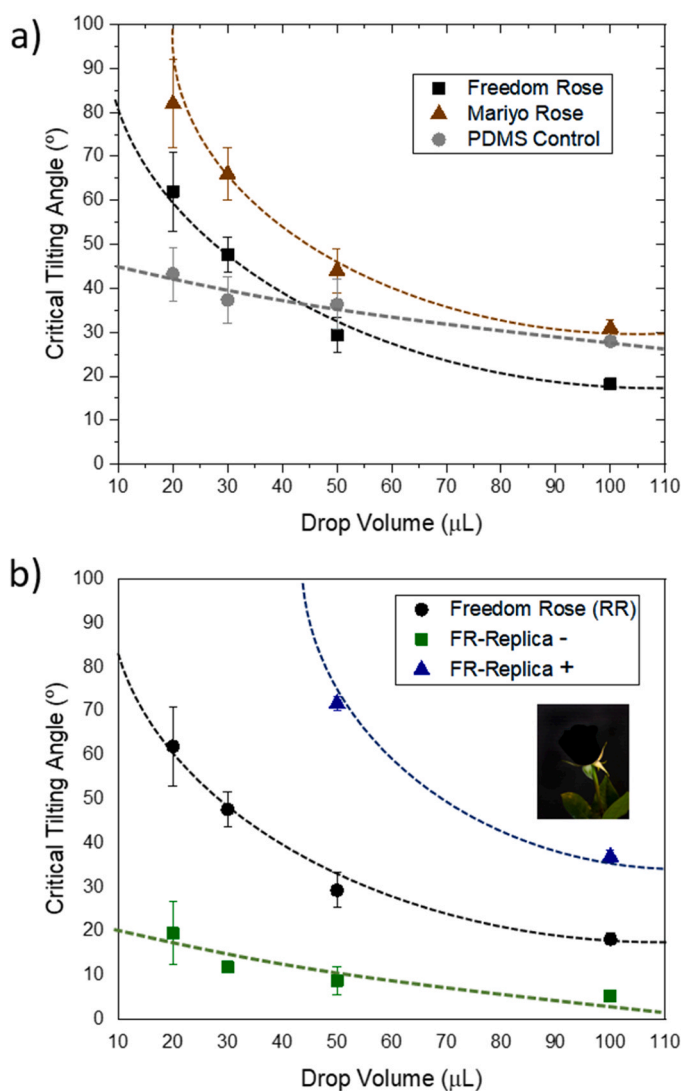 a)
100
90
80
70
60
50
40
30
20
10
0
Critical Tilting Angle (°)
Freedom Rose
Mariyo Rose
PDMS Control
10 20 30 40 50 60 70 80 90 100 110
Drop Volume (μL)
b)
100
90
80
70
60
50
40
30
20
10
0
Critical Tilting Angle (°)
Freedom Rose (RR)
FR-Replica -
FR-Replica +
10 20 30 40 50 60 70 80 90 100 110
Drop Volume (μL)